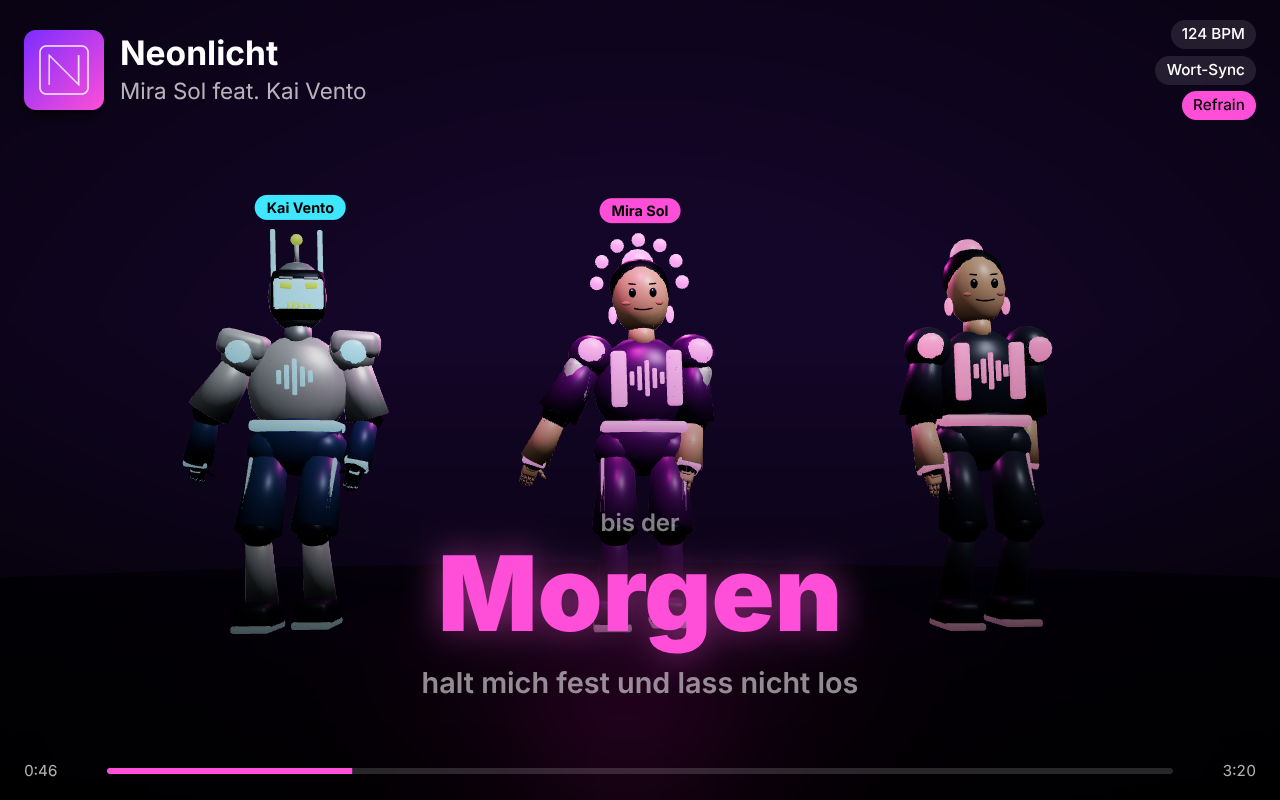 Neonlicht
Mira Sol feat. Kai Vento
124 BPM
Wort-Sync
Refrain
Kai Vento
Mira Sol
bis der
Morgen
halt mich fest und lass nicht los
0:46
3:20